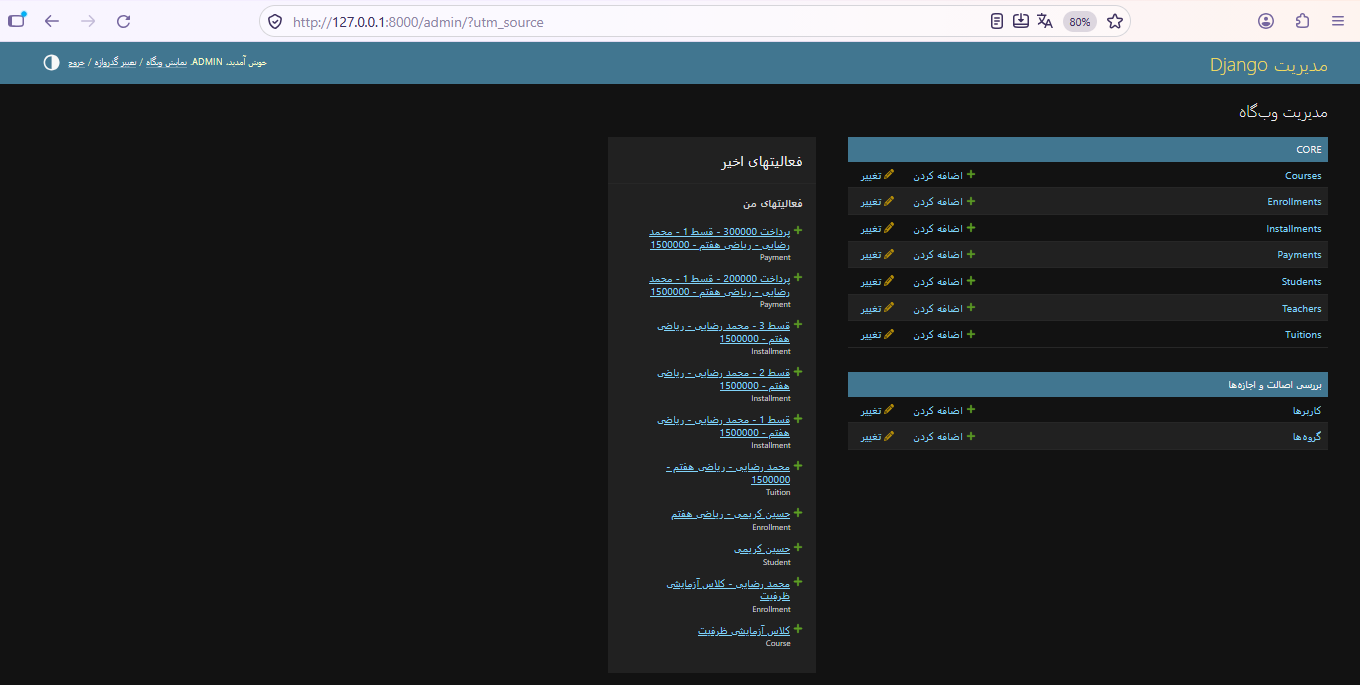 http://127.0.0.1:8000/admin/?utm_source
80%
مدیریت Django
خوش آمدید، ADMIN. نمایش وبگاه / تغییر گذرواژه / خروج
مدیریت وب‌گاه
CORE
Courses + اضافه کردن تغییر
Enrollments + اضافه کردن تغییر
Installments + اضافه کردن تغییر
Payments + اضافه کردن تغییر
Students + اضافه کردن تغییر
Teachers + اضافه کردن تغییر
Tuitions + اضافه کردن تغییر
بررسی اصالت و اجازه‌ها
کاربرها + اضافه کردن تغییر
گروه‌ها + اضافه کردن تغییر
فعالیتهای اخیر
فعالیتهای من
+ پرداخت 300000 - قسط 1 - محمد
رضایی - ریاضی هفتم - 1500000
Payment
+ پرداخت 200000 - قسط 1 - محمد
رضایی - ریاضی هفتم - 1500000
Payment
+ قسط 3 - محمد رضایی - ریاضی
هفتم - 1500000
Installment
+ قسط 2 - محمد رضایی - ریاضی
هفتم - 1500000
Installment
+ قسط 1 - محمد رضایی - ریاضی
هفتم - 1500000
Installment
+ محمد رضایی - ریاضی هفتم -
1500000
Tuition
+ حسین کریمی - ریاضی هفتم
Enrollment
+ حسین کریمی
Student
+ محمد رضایی - کلاس آزمایشی
ظرفیت
Enrollment
+ کلاس آزمایشی ظرفیت
Course